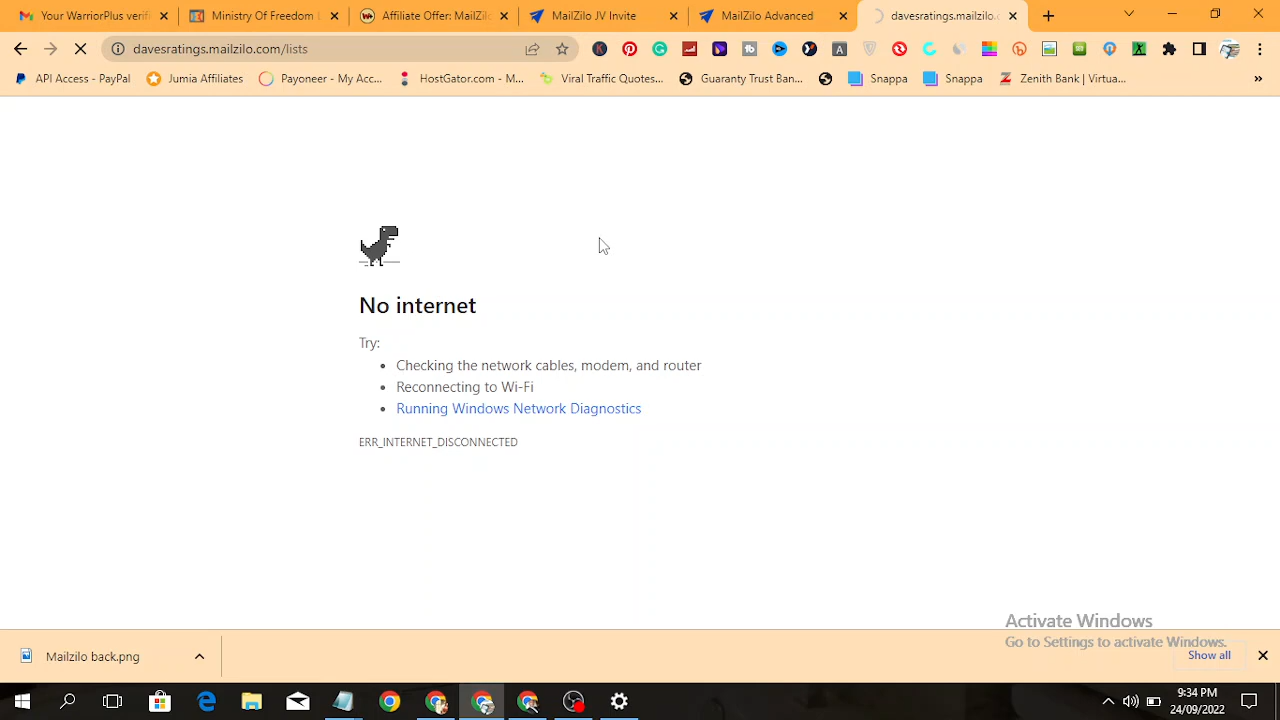 Your WarriorPlus verifi
Ministry Of Freedom |
Affiliate Offer: MailZilo
MailZilo JV Invite
MailZilo Advanced
davesratings.mailzilo.co
davesratings.mailzilo.com/lists
API Access - PayPal
Jumia Affiliates
Payoneer - My Acc...
HostGator.com - M...
Viral Traffic Quotes...
Guaranty Trust Ban...
Snappa
Snappa
Zenith Bank | Virtua...
No internet
Try:
Checking the network cables, modem, and router
Reconnecting to Wi-Fi
Running Windows Network Diagnostics
ERR_INTERNET_DISCONNECTED
Activate Windows
Go to Settings to activate Windows.
Mailzilo back.png
Show all
9:34 PM
24/09/2022